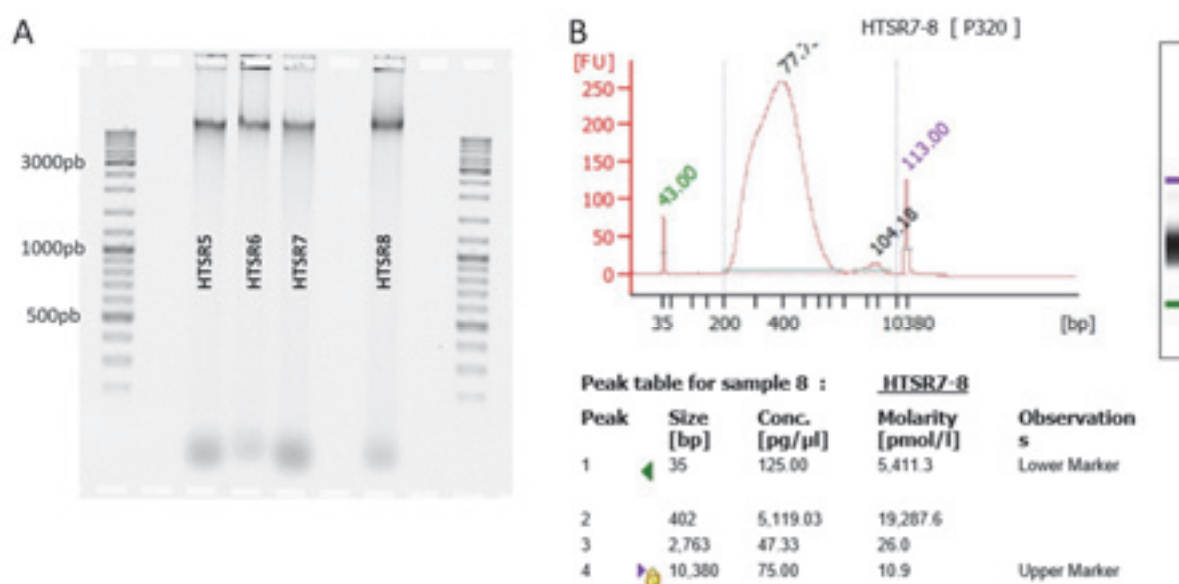 A
3000pb
1000pb
500pb
HTSR5
HTSR6
HTSR7
HTSR8
B
HTSR7-8 [ P320 ]
[FU]
250
200
150
100
50
0
43.00
104.16
113.00
35 200 400 10380 [bp]
Peak table for sample 8 : HTSR7-8
Peak Size [bp] Conc. [pg/µl] Molarity [pmol/l] Observations
1 35 125.00 5,411.3 Lower Marker
2 402 5,119.03 19,287.6
3 2,763 47.33 26.0
4 10,380 75.00 10.9 Upper Marker